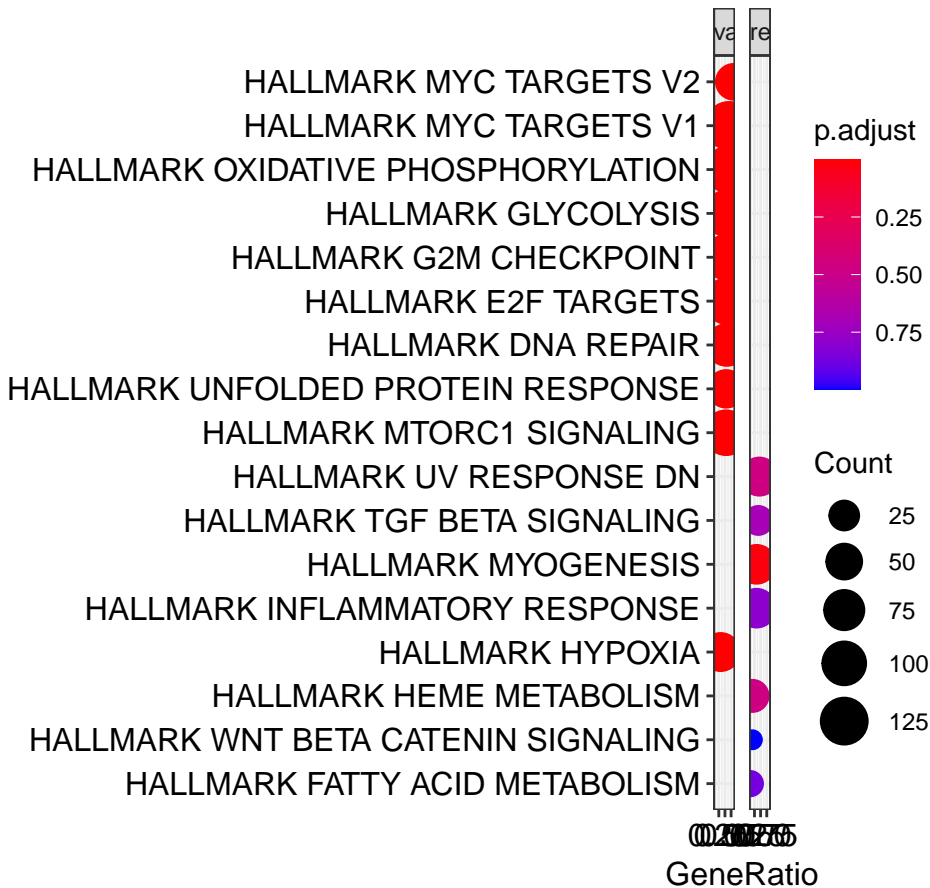 va re
HALLMARK MYC TARGETS V2
HALLMARK MYC TARGETS V1
HALLMARK OXIDATIVE PHOSPHORYLATION
HALLMARK GLYCOLYSIS
HALLMARK G2M CHECKPOINT
HALLMARK E2F TARGETS
HALLMARK DNA REPAIR
HALLMARK UNFOLDED PROTEIN RESPONSE
HALLMARK MTORC1 SIGNALING
HALLMARK UV RESPONSE DN
HALLMARK TGF BETA SIGNALING
HALLMARK MYOGENESIS
HALLMARK INFLAMMATORY RESPONSE
HALLMARK HYPOXIA
HALLMARK HEME METABOLISM
HALLMARK WNT BETA CATENIN SIGNALING
HALLMARK FATTY ACID METABOLISM
GeneRatio
p.adjust
0.25
0.50
0.75
Count
25
50
75
100
125